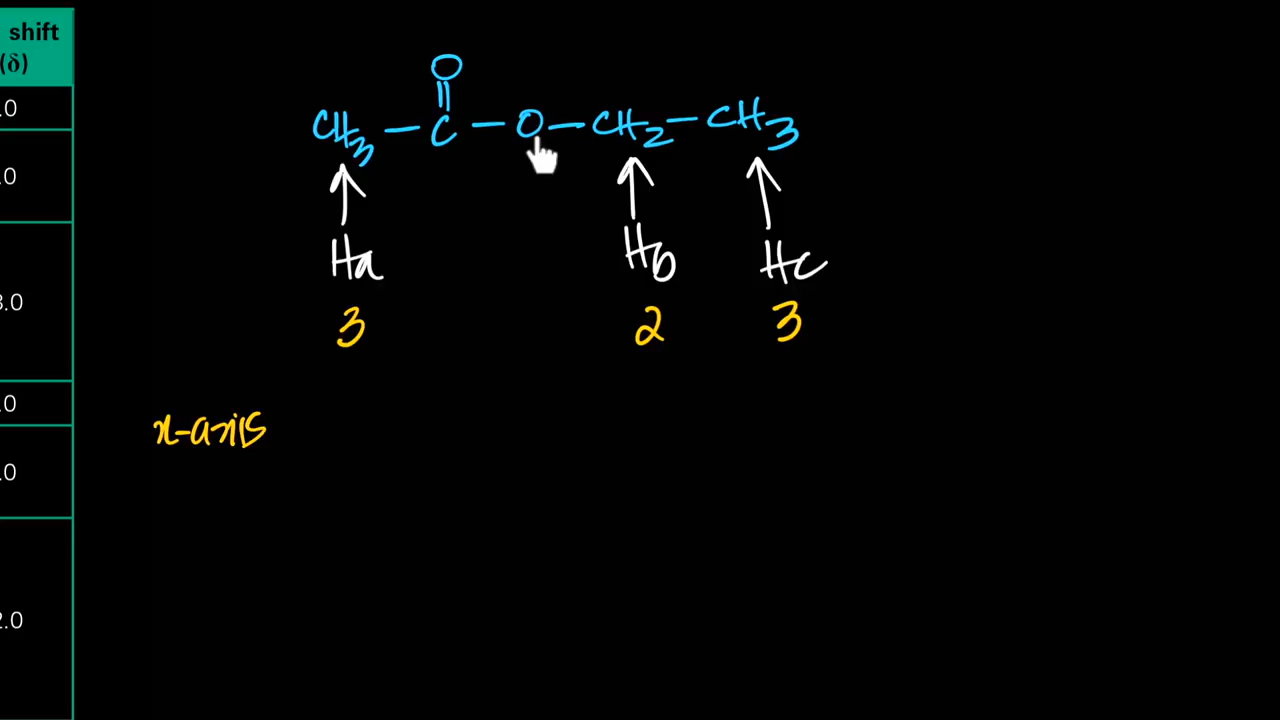 shift
(δ)
.0
.0
3.0
.0
.0
2.0
O
CH3 - C - O - CH2 - CH3
Ha Hb Hc
3 2 3
x-axis